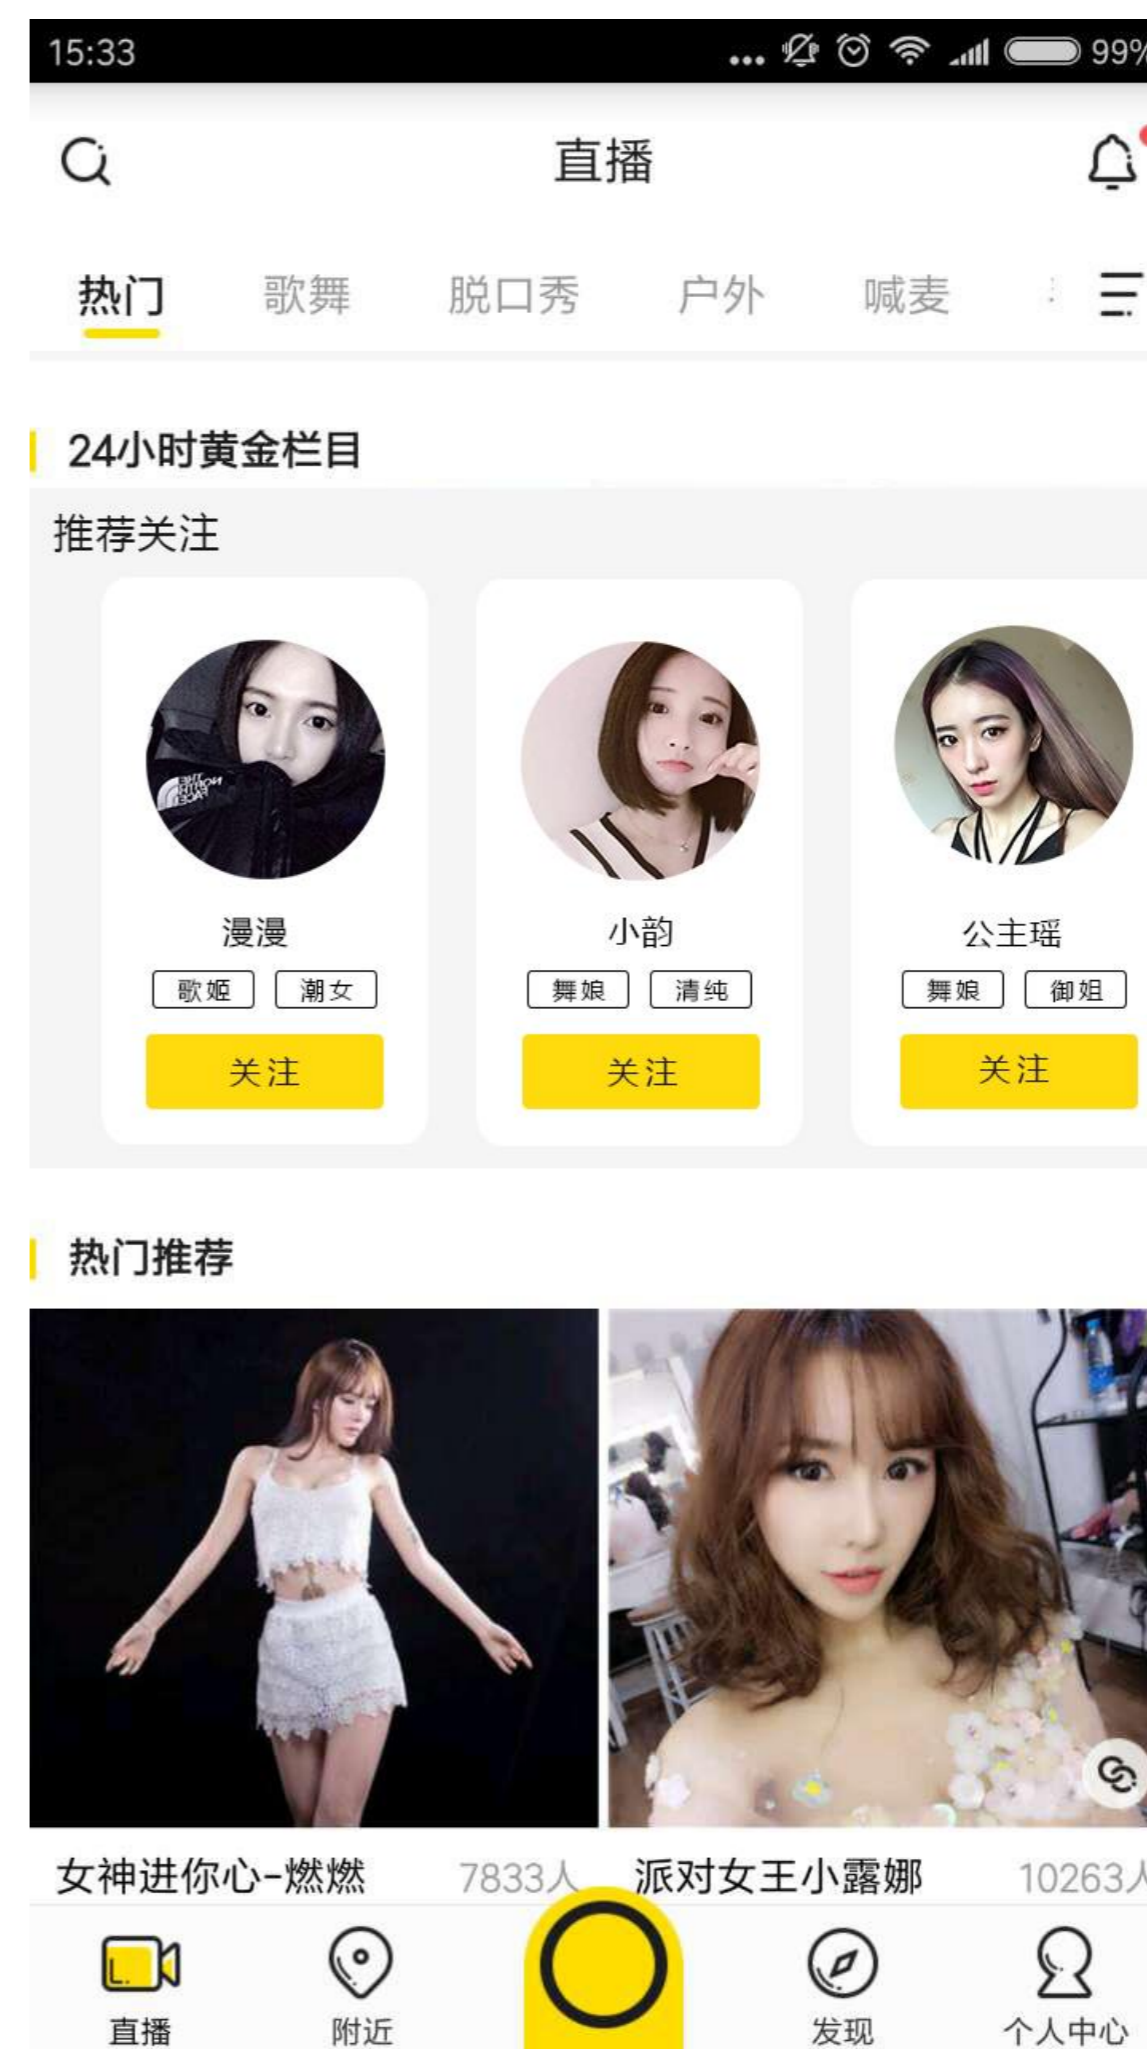 15:33 99%
直播
热门 歌舞 脱口秀 户外 喊麦
24小时黄金栏目
推荐关注
THE NORTH FACE
漫漫 小韵 公主瑶
歌姬 潮女 舞娘 清纯 舞娘 御姐
关注 关注 关注
热门推荐
女神进你心-燃燃 7833人 派对女王小露娜 10263人
直播 附近 发现 个人中心